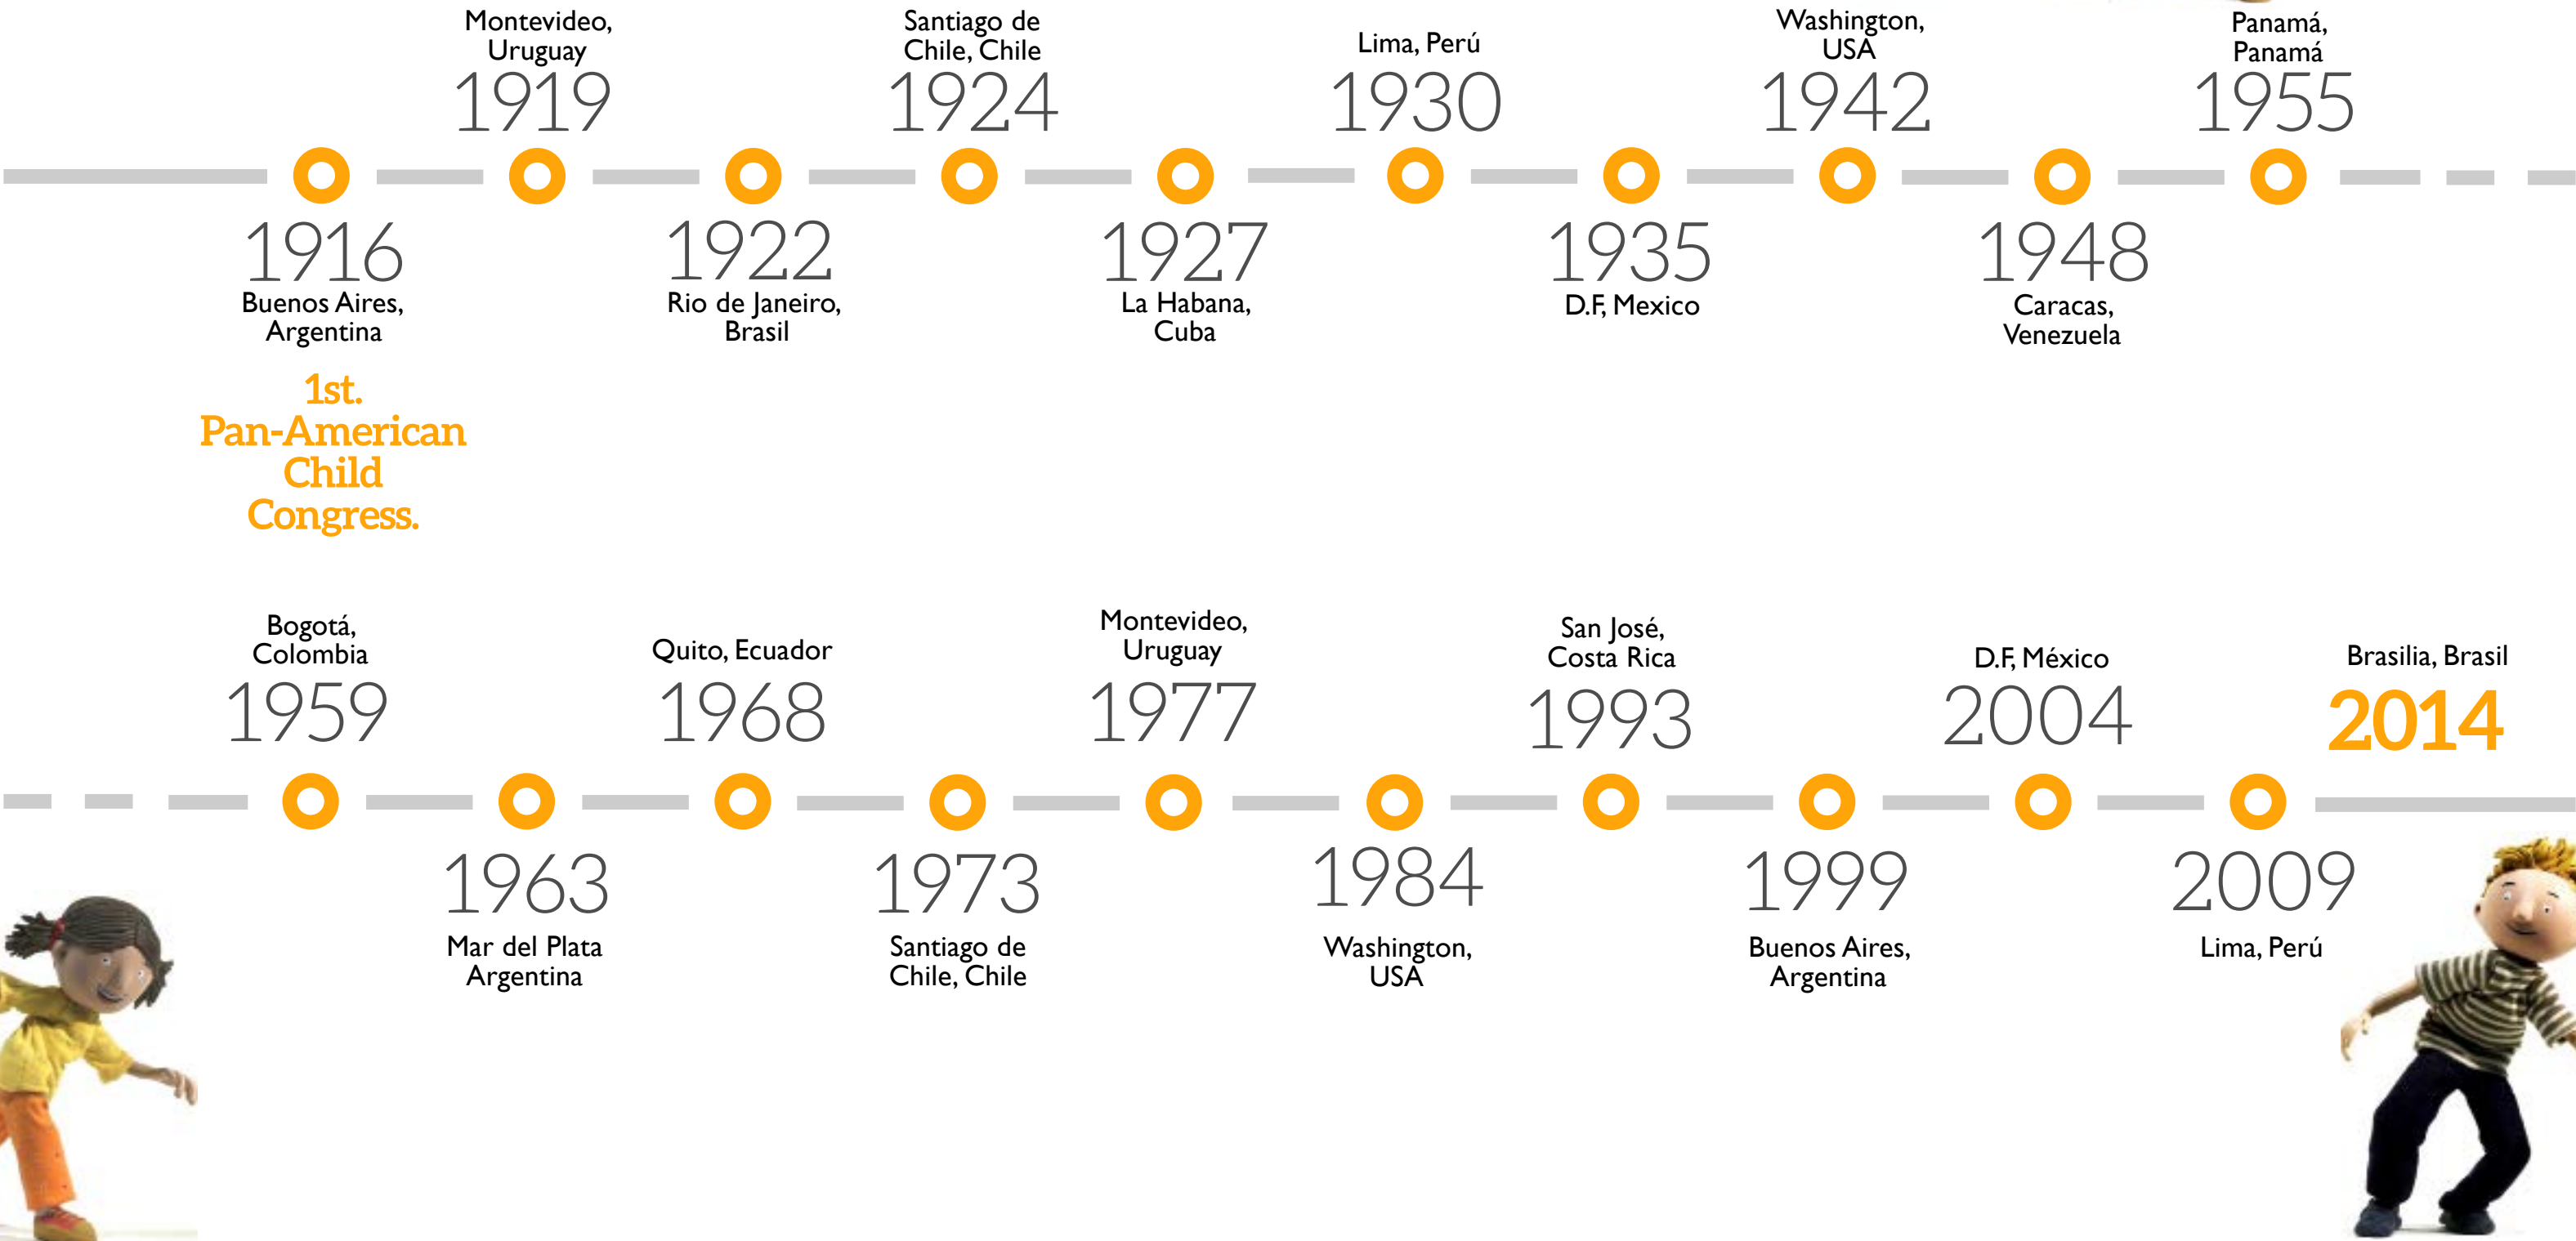 Montevideo,
Uruguay
1919
Santiago de
Chile, Chile
1924
Lima, Perú
1930
Washington,
USA
1942
Panamá,
Panamá
1955
1916
Buenos Aires,
Argentina
1st.
Pan-American
Child
Congress.
1922
Rio de Janeiro,
Brasil
1927
La Habana,
Cuba
1935
D.F, Mexico
1948
Caracas,
Venezuela
Bogotá,
Colombia
1959
Quito, Ecuador
1968
Montevideo,
Uruguay
1977
San José,
Costa Rica
1993
D.F, México
2004
Brasilia, Brasil
2014
1963
Mar del Plata
Argentina
1973
Santiago de
Chile, Chile
1984
Washington,
USA
1999
Buenos Aires,
Argentina
2009
Lima, Perú